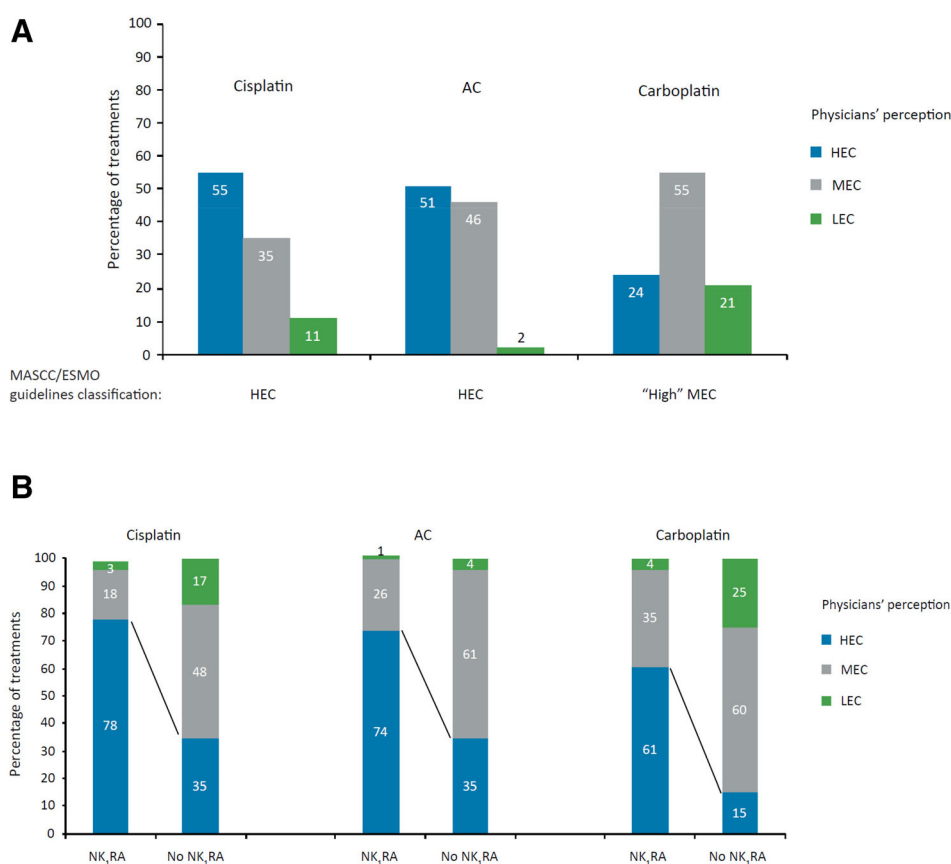 A
100
90
80
70
60
50
40
30
20
10
0
Percentage of treatments
Cisplatin
AC
Carboplatin
55
35
11
51
46
2
24
55
21
Physicians' perception
HEC
MEC
LEC
MASCC/ESMO
guidelines classification:
HEC
HEC
"High" MEC
B
Cisplatin
AC
Carboplatin
100
90
80
70
60
50
40
30
20
10
0
Percentage of treatments
3
18
78
17
48
35
1
26
74
4
61
35
4
35
61
25
60
15
Physicians' perception
HEC
MEC
LEC
NK₁RA
No NK₁RA
NK₁RA
No NK₁RA
NK₁RA
No NK₁RA